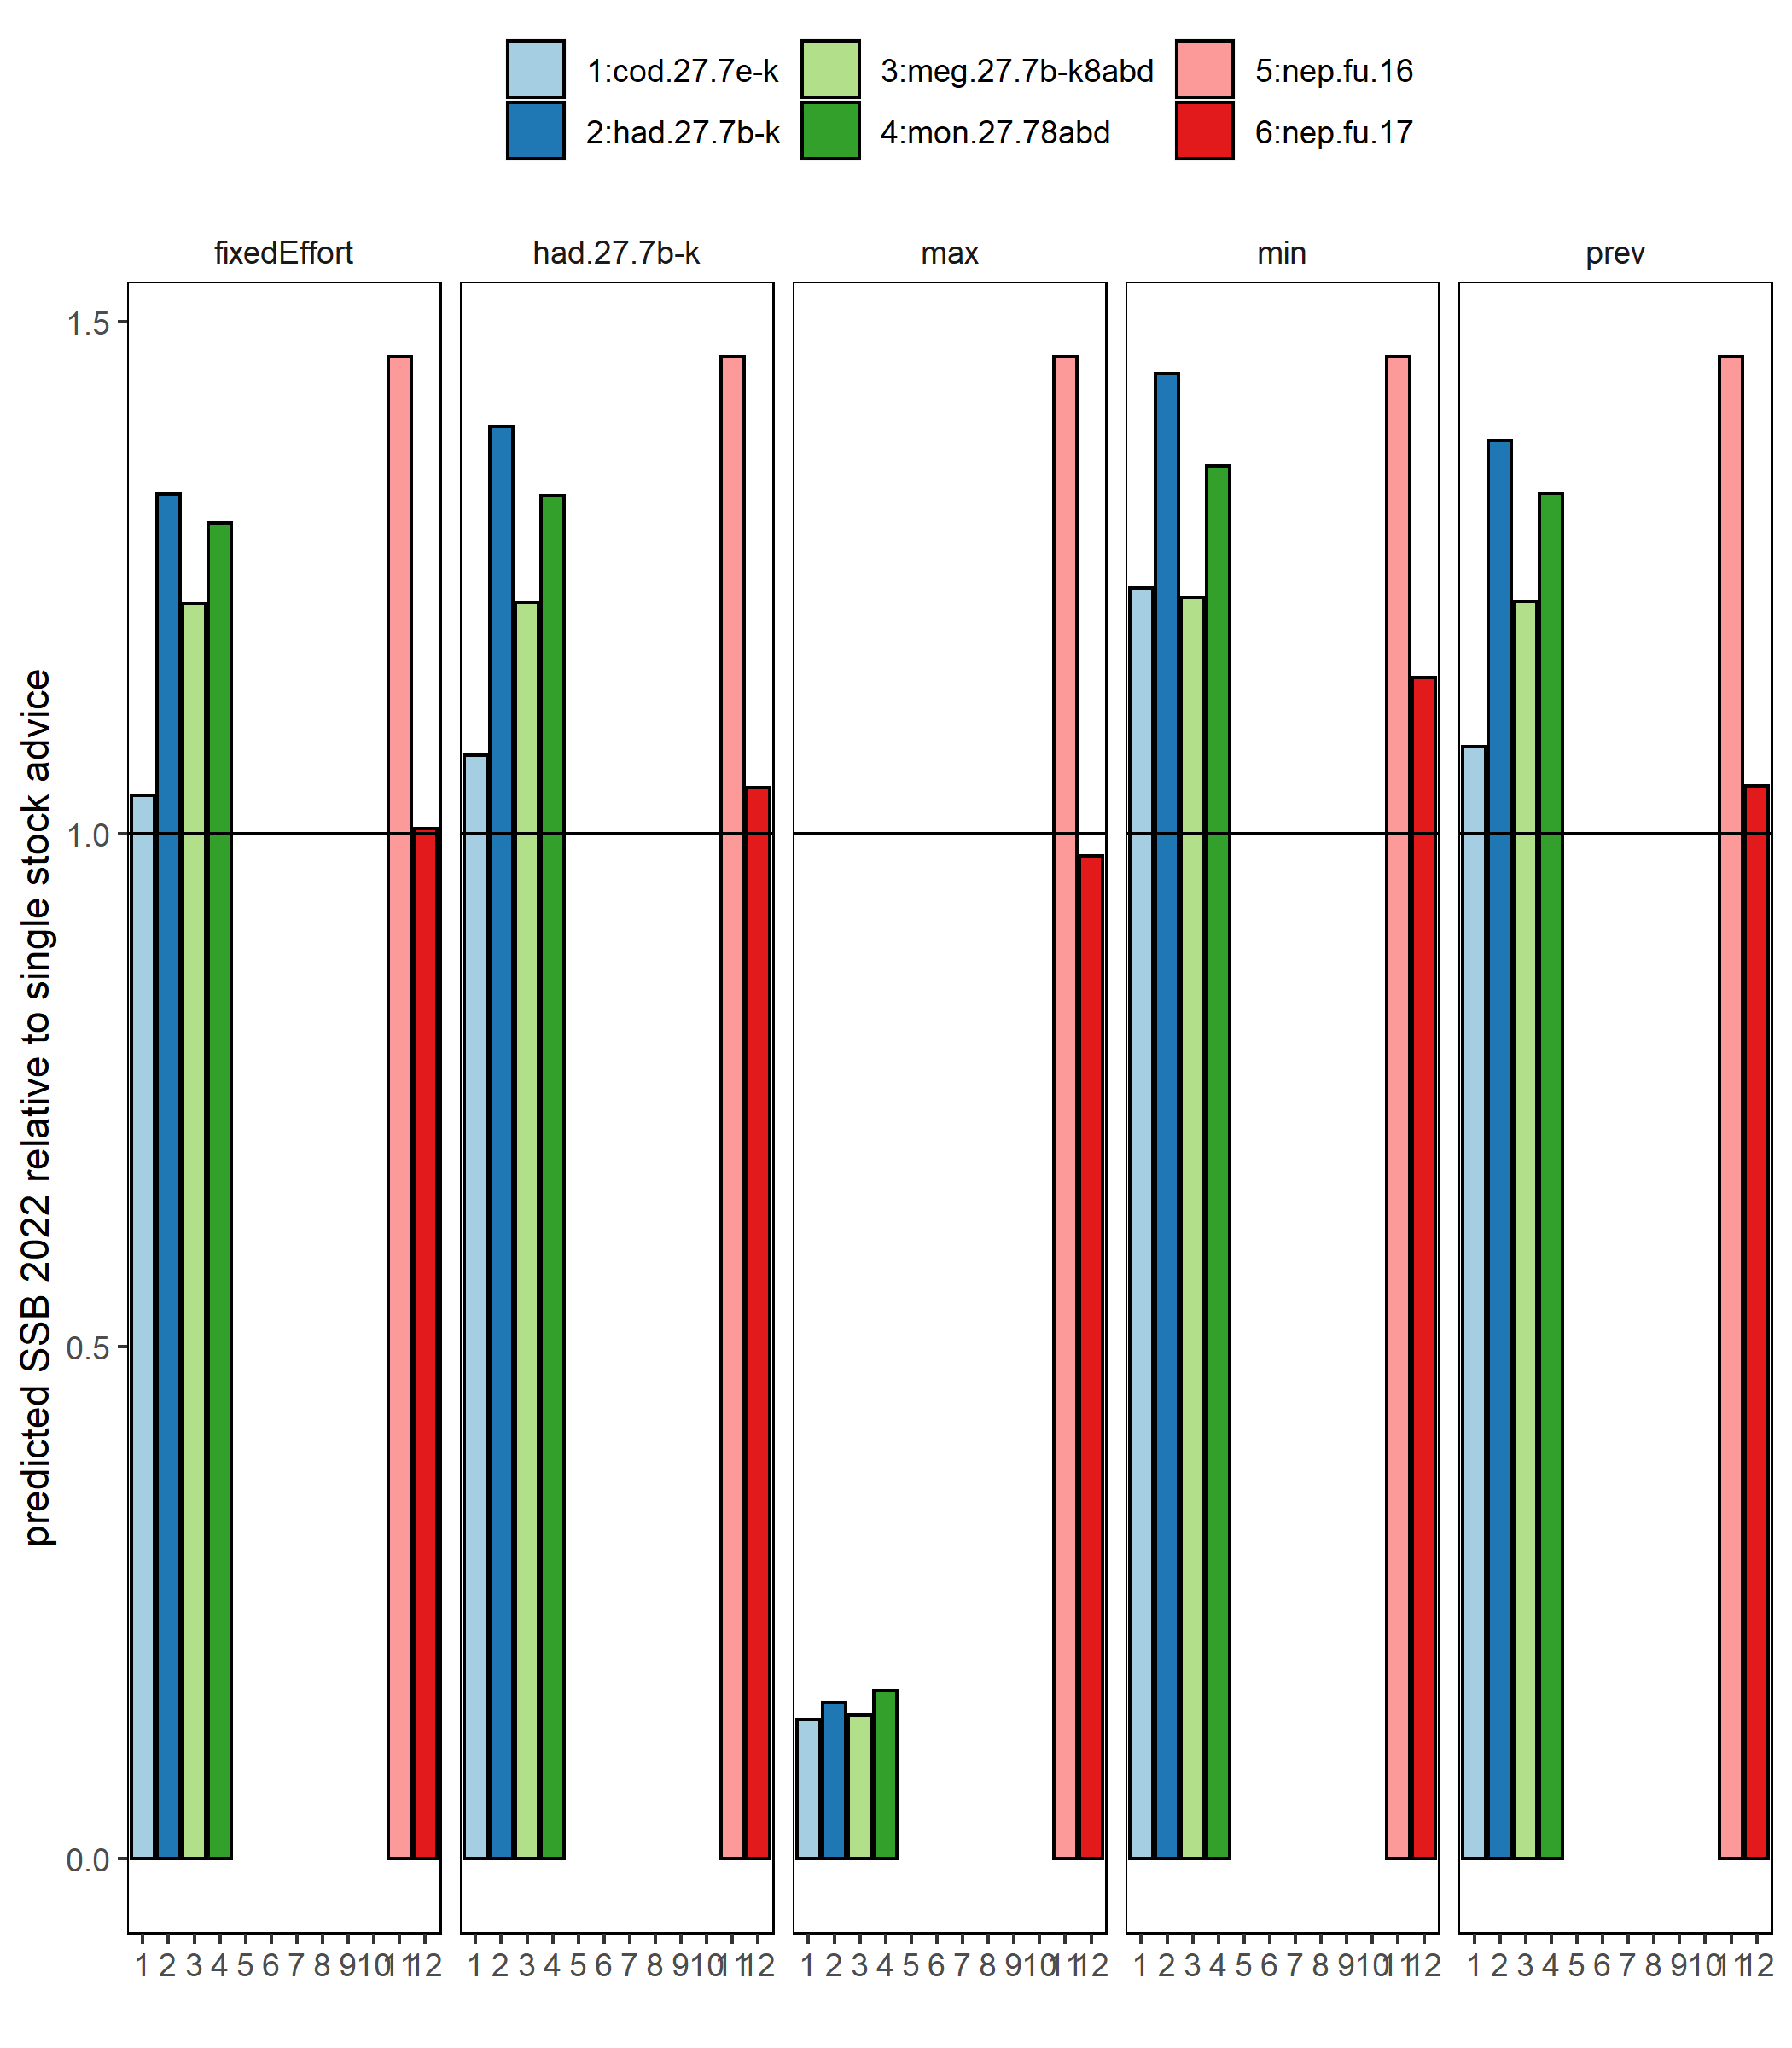 1:cod.27.7e-k 3:meg.27.7b-k8abd 5:nep.fu.16
2:had.27.7b-k 4:mon.27.78abd 6:nep.fu.17
fixedEffort had.27.7b-k max min prev
predicted SSB 2022 relative to single stock advice
1.5
1.0
0.5
0.0
1 2 3 4 5 6 7 8 9 10 11 12 1 2 3 4 5 6 7 8 9 10 11 12 1 2 3 4 5 6 7 8 9 10 11 12 1 2 3 4 5 6 7 8 9 10 11 12 1 2 3 4 5 6 7 8 9 10 11 12